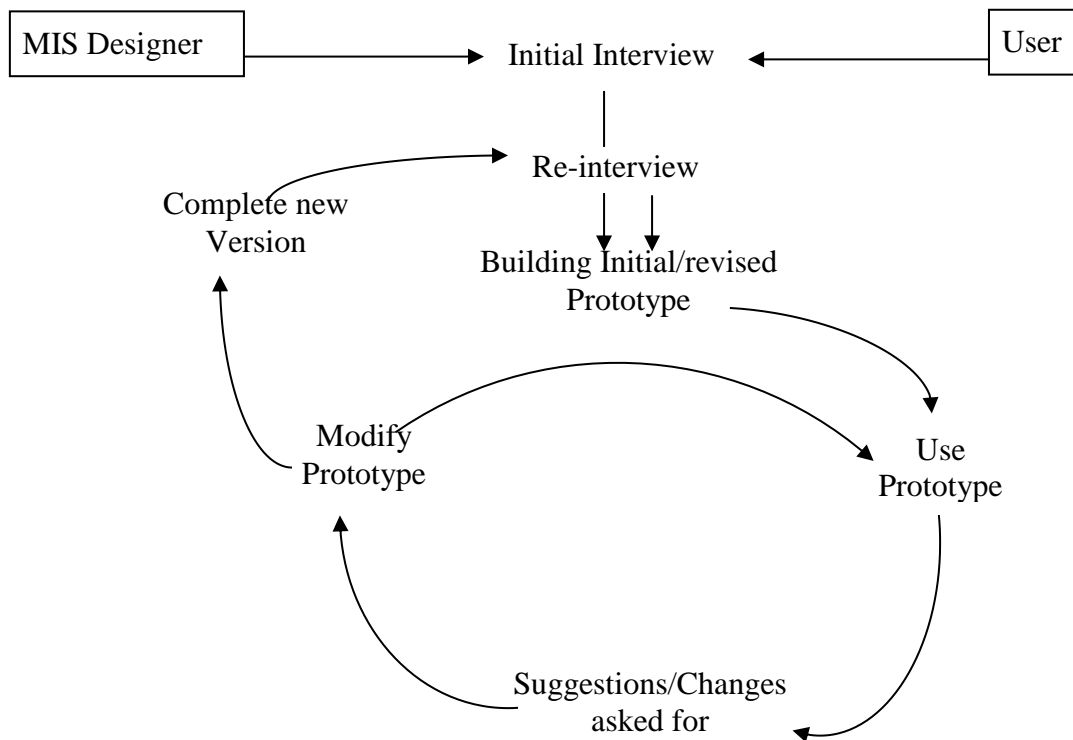 MIS Designer
Initial Interview
User
Re-interview
Complete new
Version
Building Initial/revised
Prototype
Modify
Prototype
Use
Prototype
Suggestions/Changes
asked for